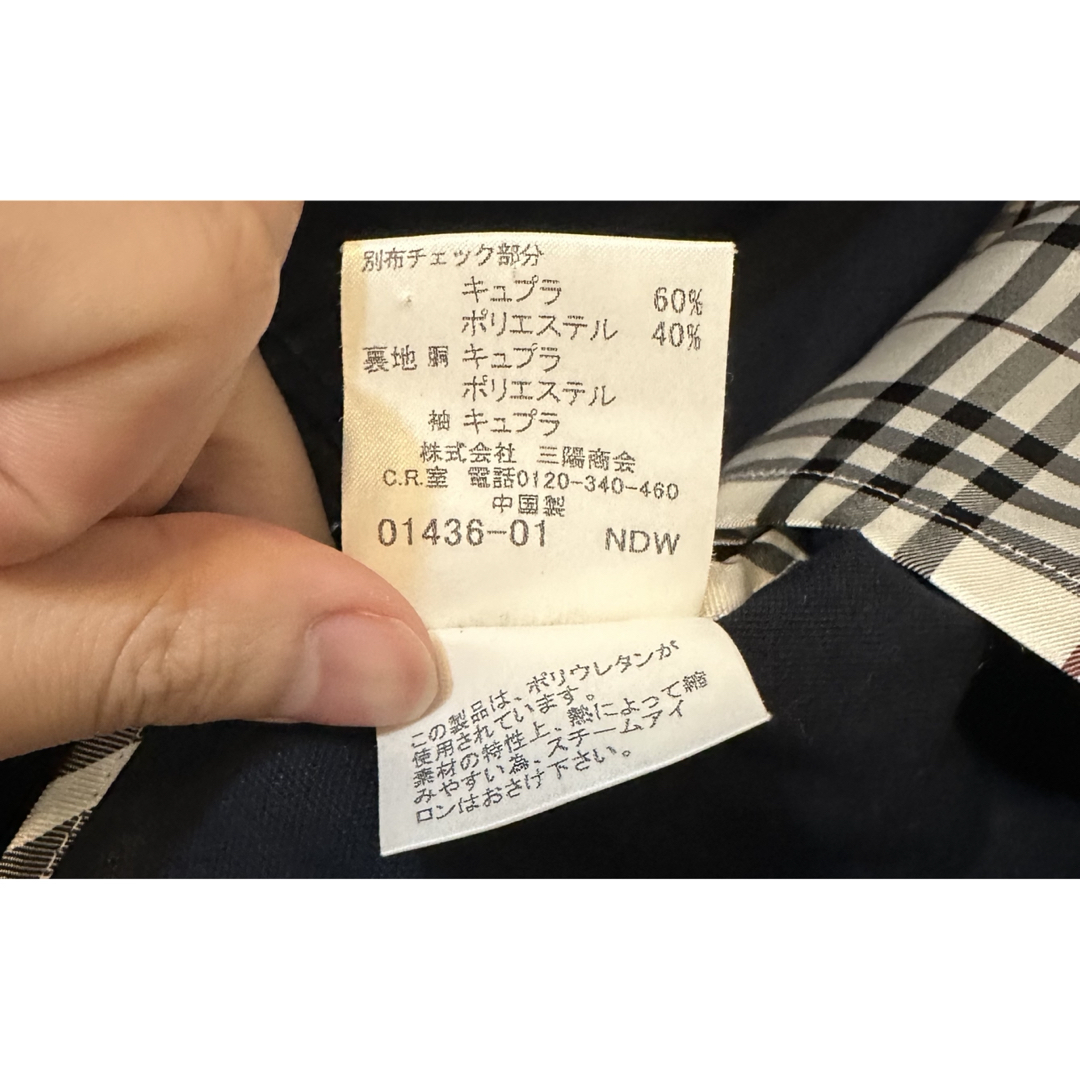 別布チェック部分
キュプラ 60%
ポリエステル 40%
裏地 胴 キュプラ
ポリエステル
袖 キュプラ
株式会社 三陽商会
C.R.室 電話0120-340-460
中国製
01436-01 NDW
この製品は、ポリウレタンが
使用されています。
素材の特性上、熱によって縮
みやすい為、スチームアイ
ロンはおさけ下さい。